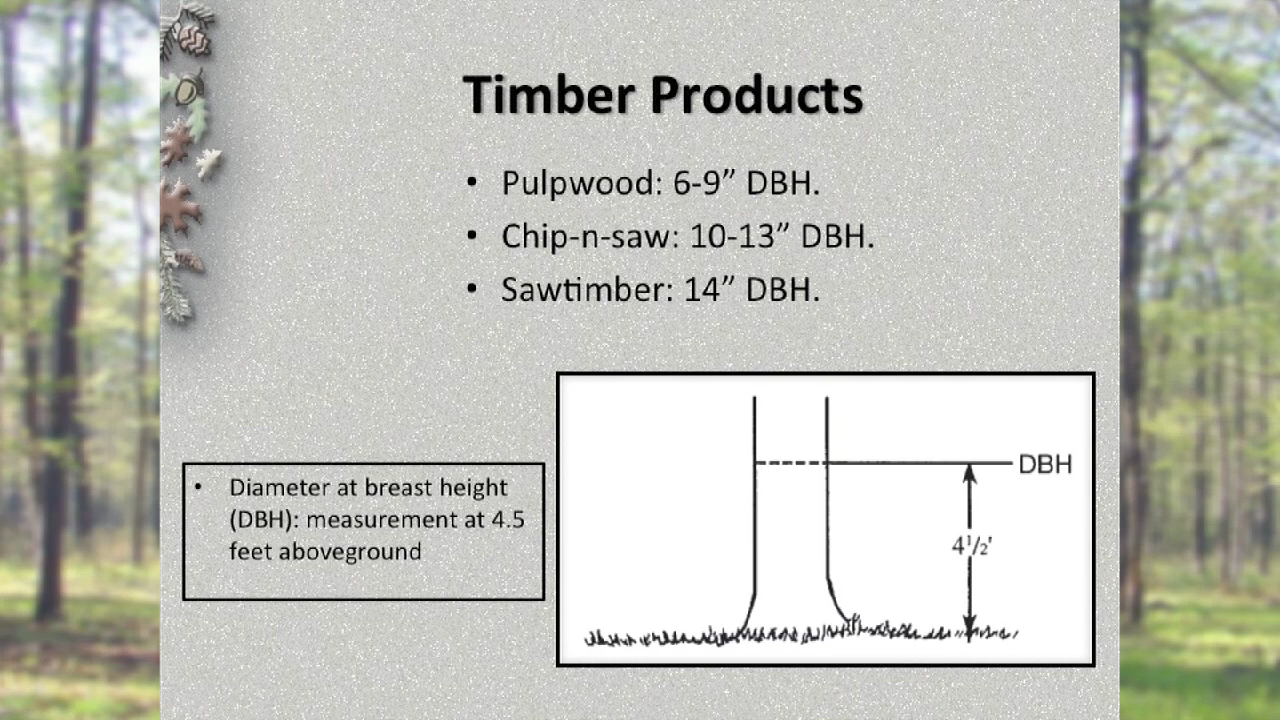 Timber Products
• Pulpwood: 6-9” DBH.
• Chip-n-saw: 10-13” DBH.
• Sawtimber: 14” DBH.
• Diameter at breast height
(DBH): measurement at 4.5
feet aboveground
DBH
4½'